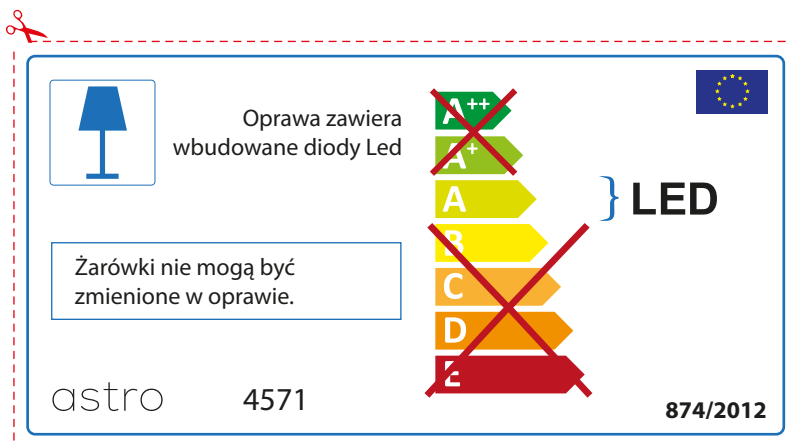 Oprawa zawiera
wbudowane diody Led
A++
A+
A
B
C
D
E
LED
Żarówki nie mogą być
zmienione w oprawie.
astro 4571
874/2012